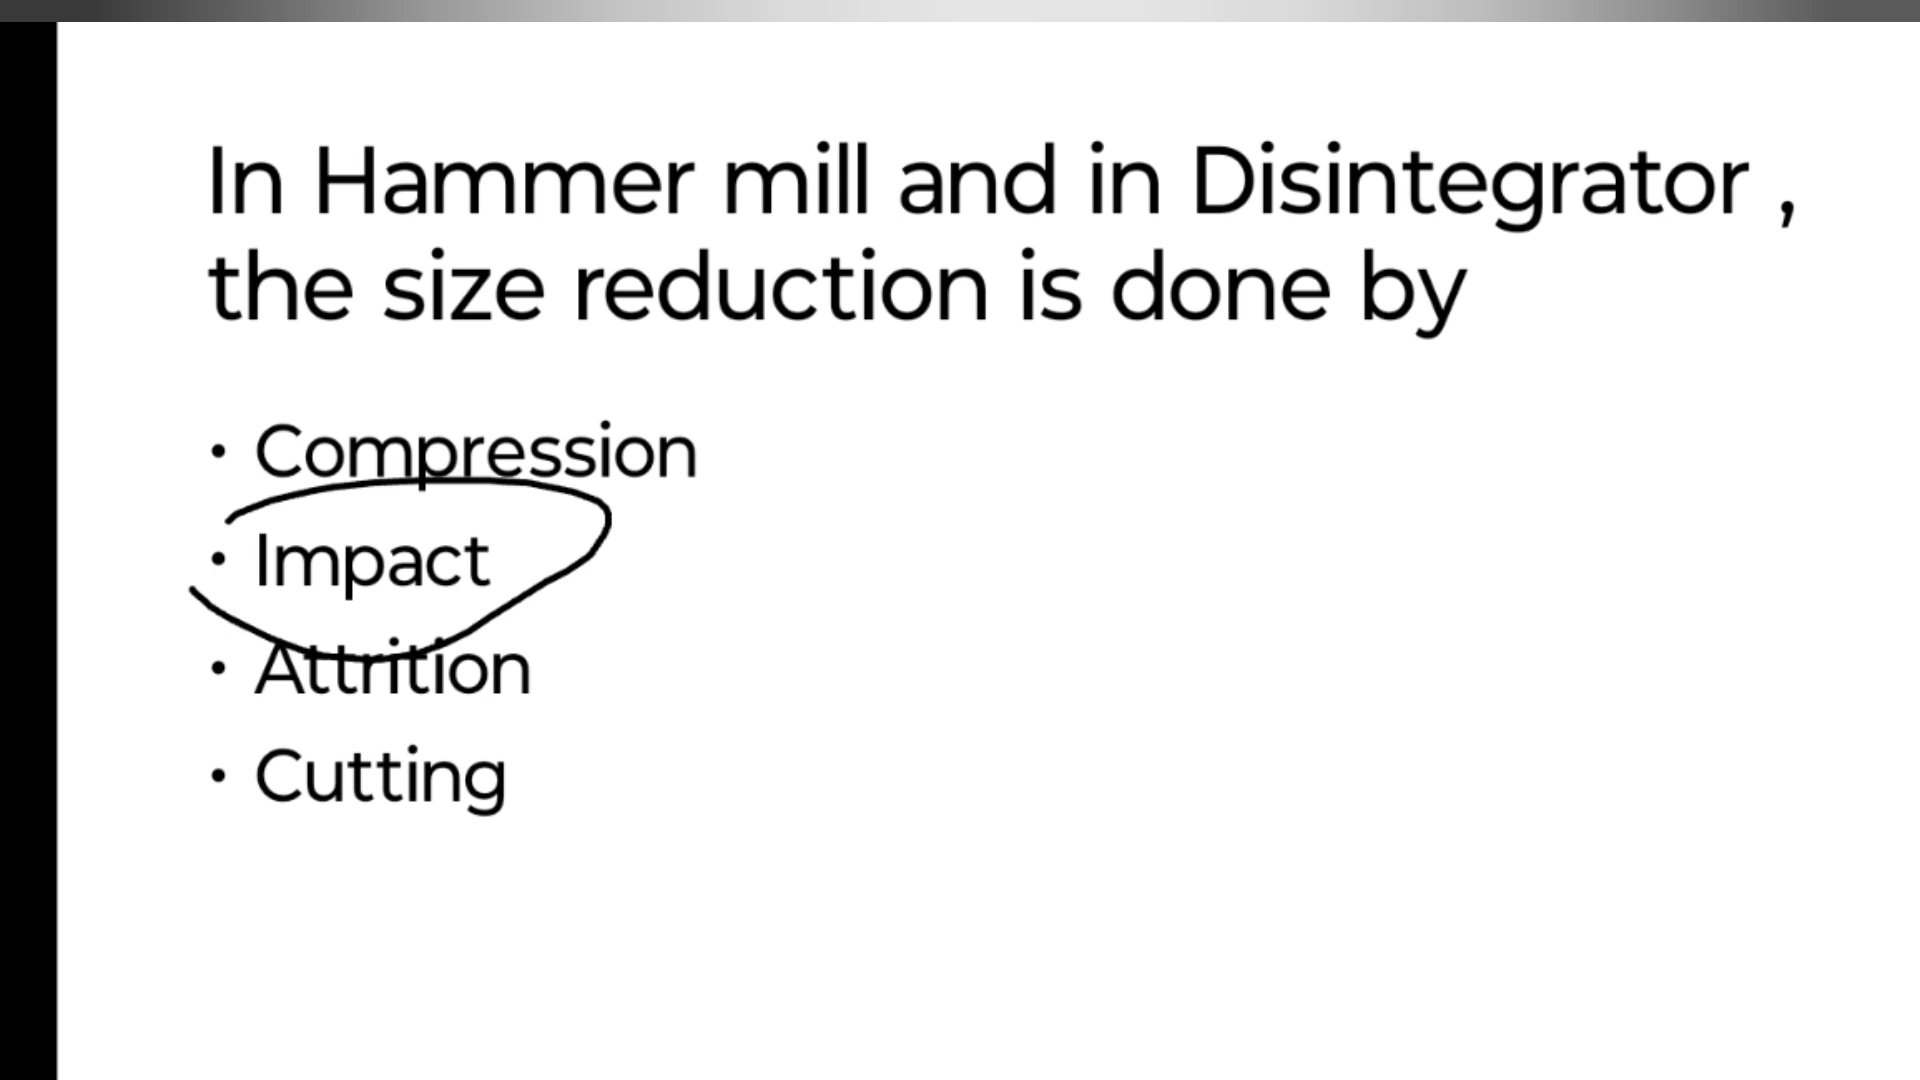 In Hammer mill and in Disintegrator ,
the size reduction is done by
• Compression
• Impact
• Attrition
• Cutting